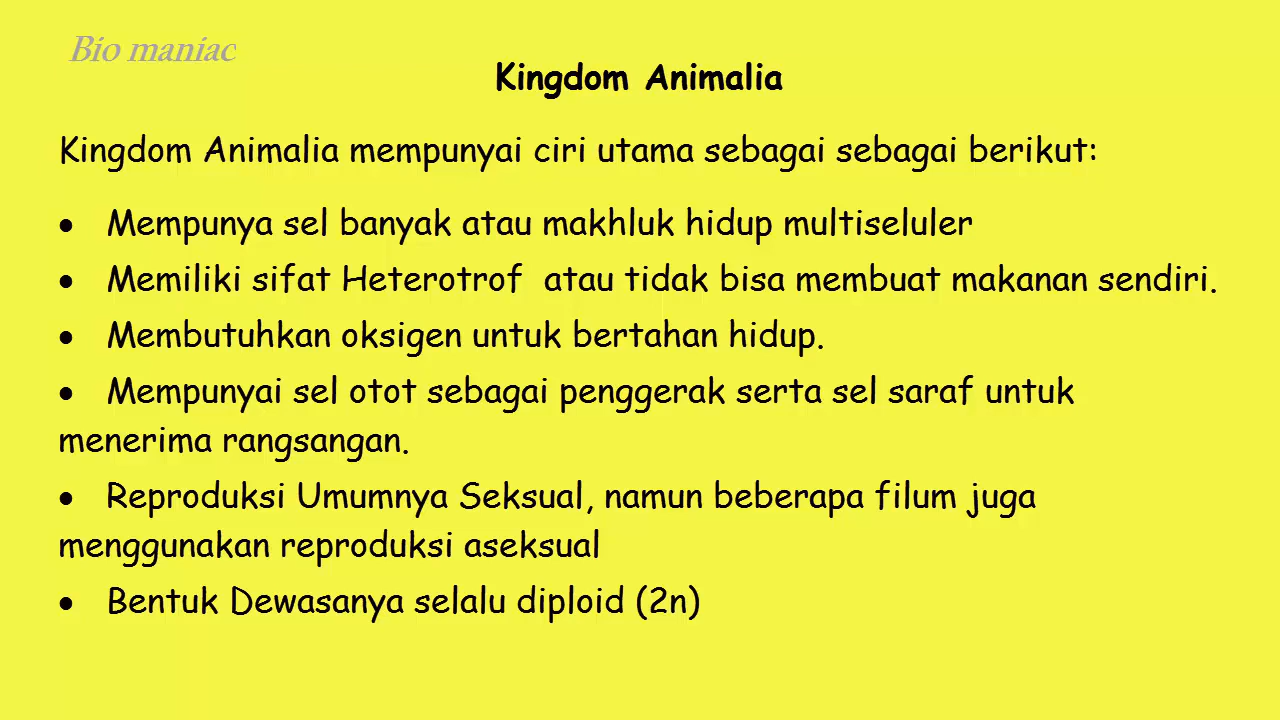 Bio maniac
Kingdom Animalia
Kingdom Animalia mempunyai ciri utama sebagai sebagai berikut:
• Mempunya sel banyak atau makhluk hidup multiseluler
• Memiliki sifat Heterotrof atau tidak bisa membuat makanan sendiri.
• Membutuhkan oksigen untuk bertahan hidup.
• Mempunyai sel otot sebagai penggerak serta sel saraf untuk
menerima rangsangan.
• Reproduksi Umumnya Seksual, namun beberapa filum juga
menggunakan reproduksi aseksual
• Bentuk Dewasanya selalu diploid (2n)